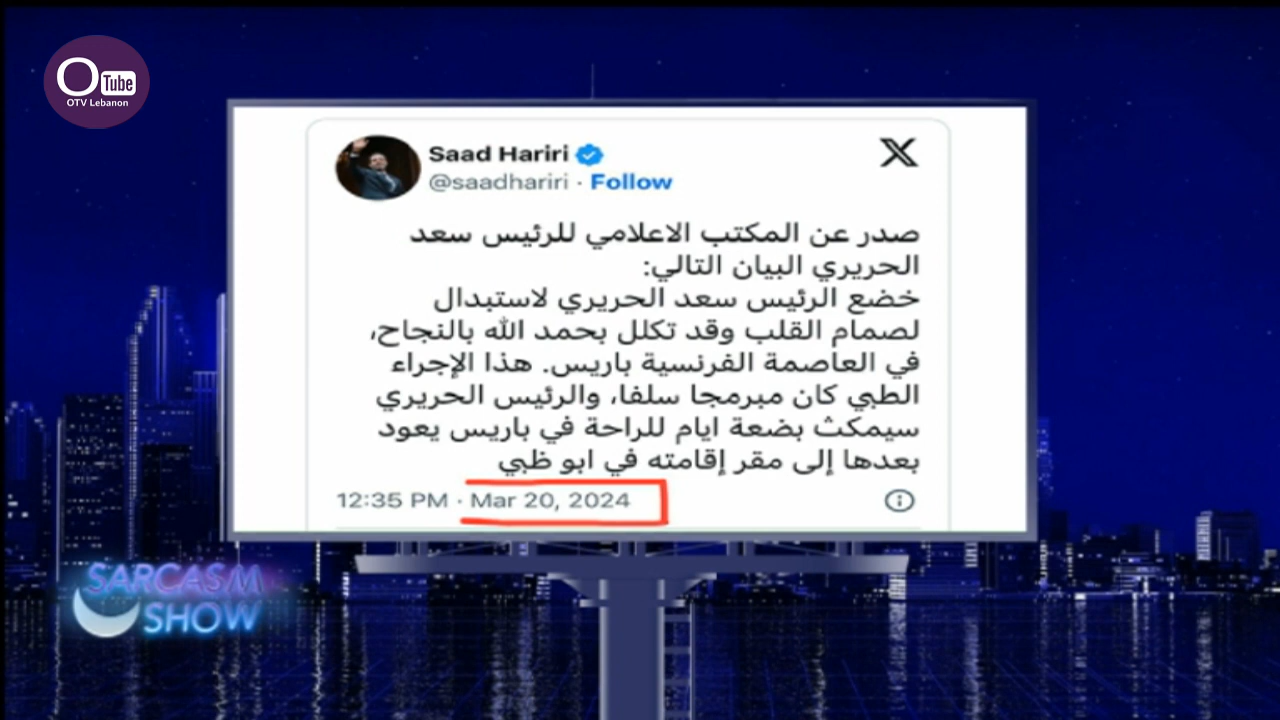 O Tube
OTV Lebanon
Saad Hariri
@saadhariri · Follow
صدر عن المكتب الاعلامي للرئيس سعد
الحريري البيان التالي:
خضع الرئيس سعد الحريري لاستبدال
لصمام القلب وقد تكلل بحمد الله بالنجاح،
في العاصمة الفرنسية باريس. هذا الإجراء
الطبي كان مبرمجا سلفا، والرئيس الحريري
سيمكث بضعة ايام للراحة في باريس يعود
بعدها إلى مقر إقامته في ابو ظبي
12:35 PM · Mar 20, 2024
SARCASM
SHOW